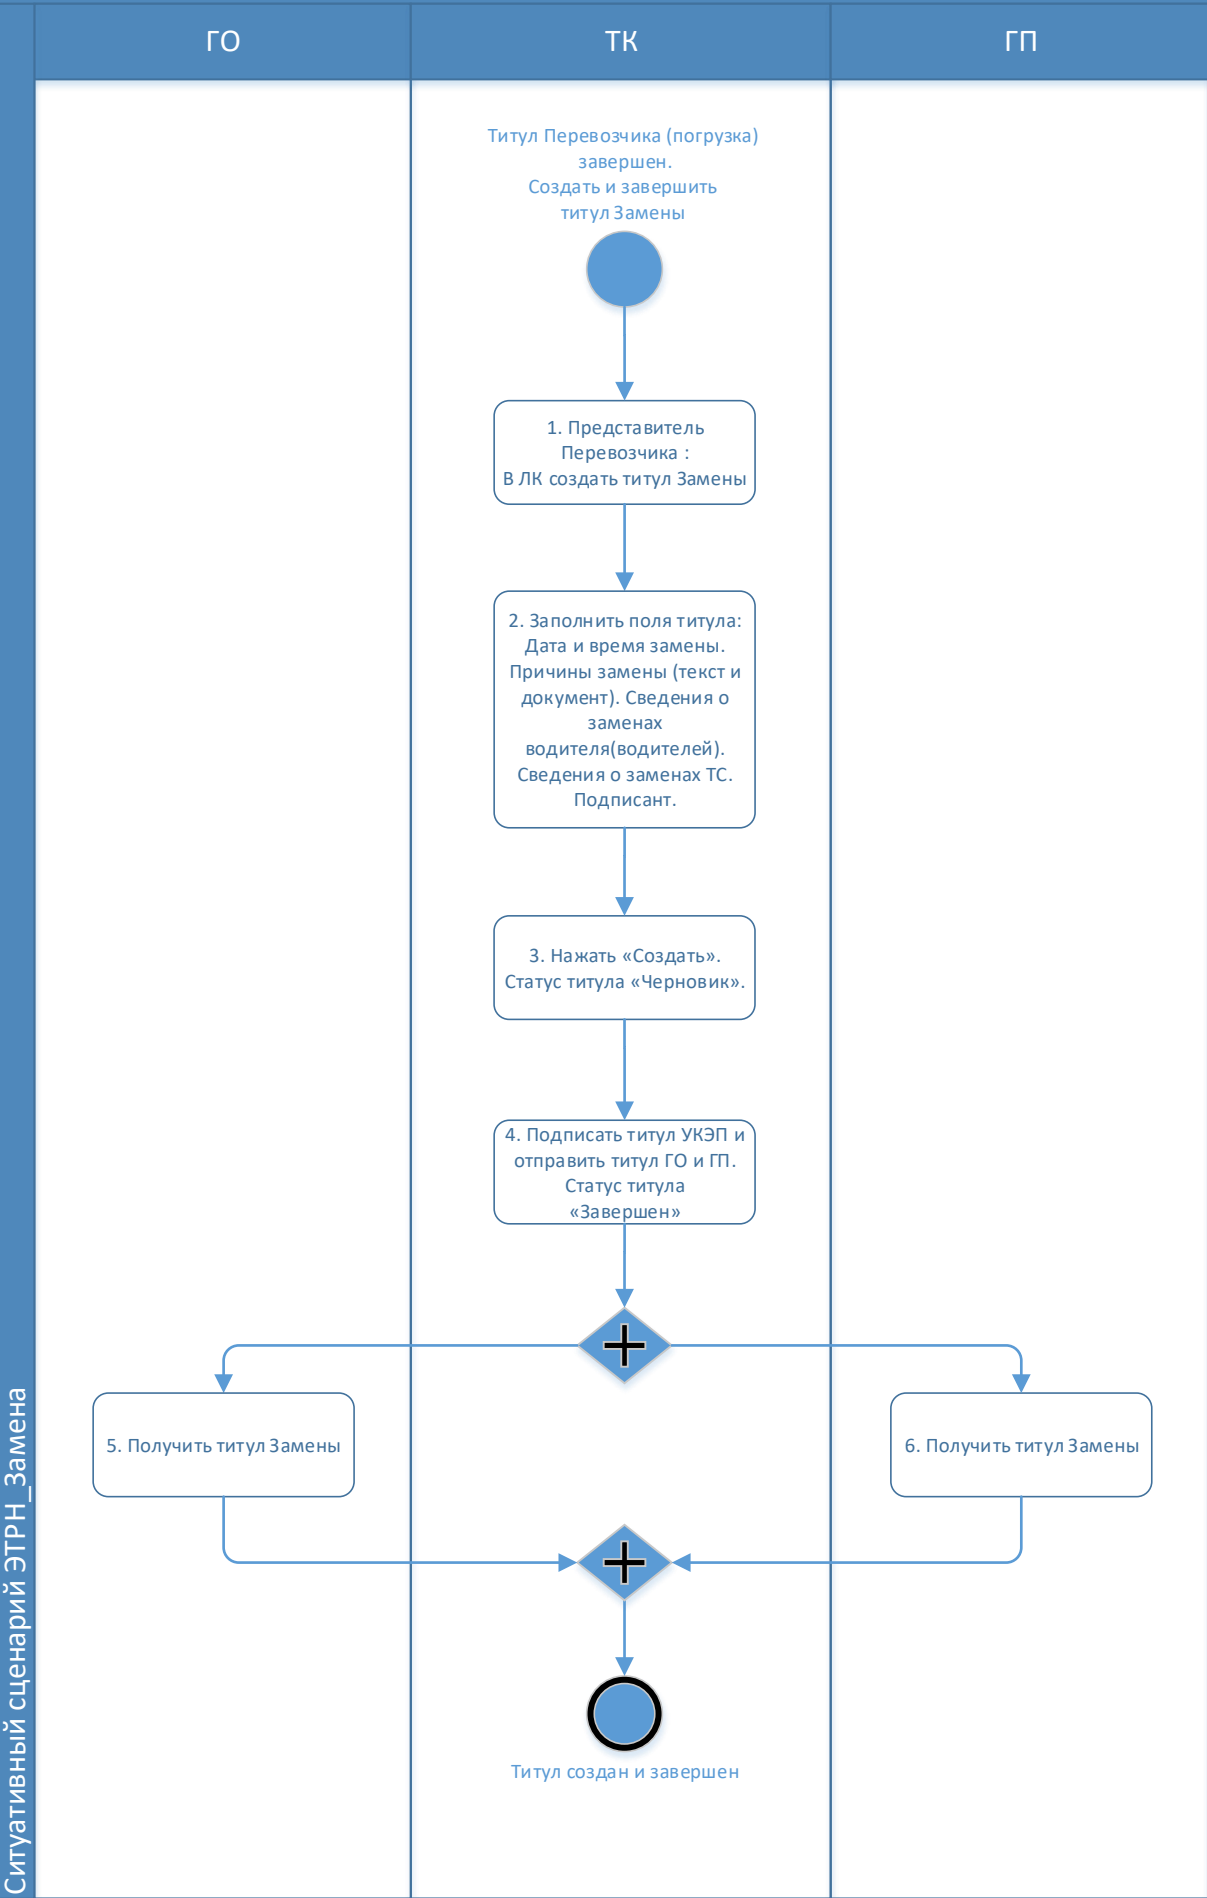 ГО
ТК
ГП
Титул Перевозчика (погрузка)
завершен.
Создать и завершить
титул Замены
1. Представитель
Перевозчика :
В ЛК создать титул Замены
2. Заполнить поля титула:
Дата и время замены.
Причины замены (текст и
документ). Сведения о
заменах
водителя(водителей).
Сведения о заменах ТС.
Подписант.
3. Нажать «Создать».
Статус титула «Черновик».
4. Подписать титул УКЭП и
отправить титул ГО и ГП.
Статус титула
«Завершен»
5. Получить титул Замены
6. Получить титул Замены
Титул создан и завершен
Ситуативный сценарий ЭТРН_Замена